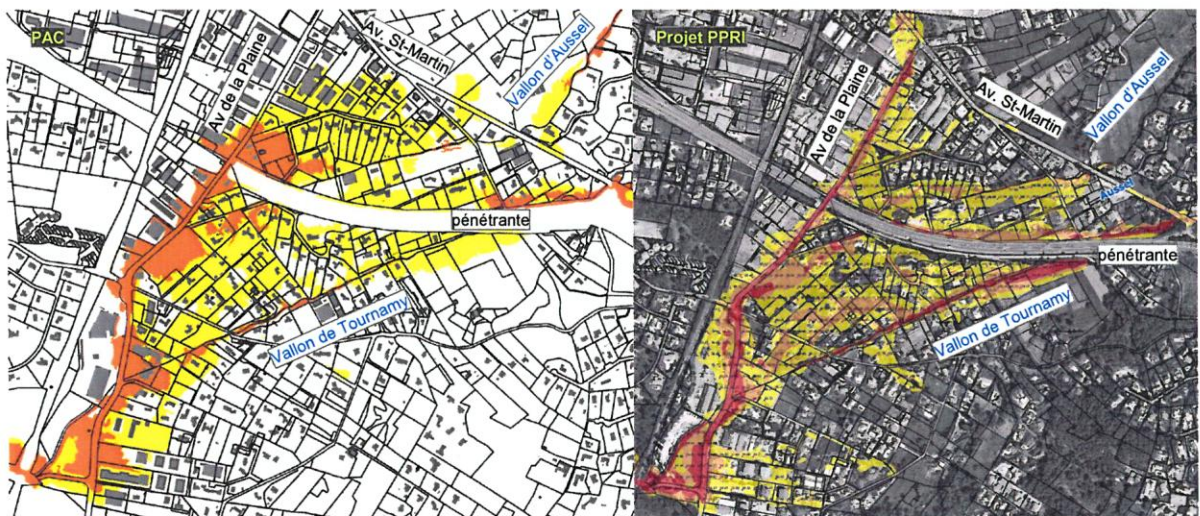 PAC
Av de la Plaine
Av. St-Martin
Vallon d'Aussel
pénétrante
Vallon de Tournamy
Projet PPRI
Av de la Plaine
Av. St-Martin
Vallon d'Aussel
Aussel
pénétrante
Vallon de Tournamy